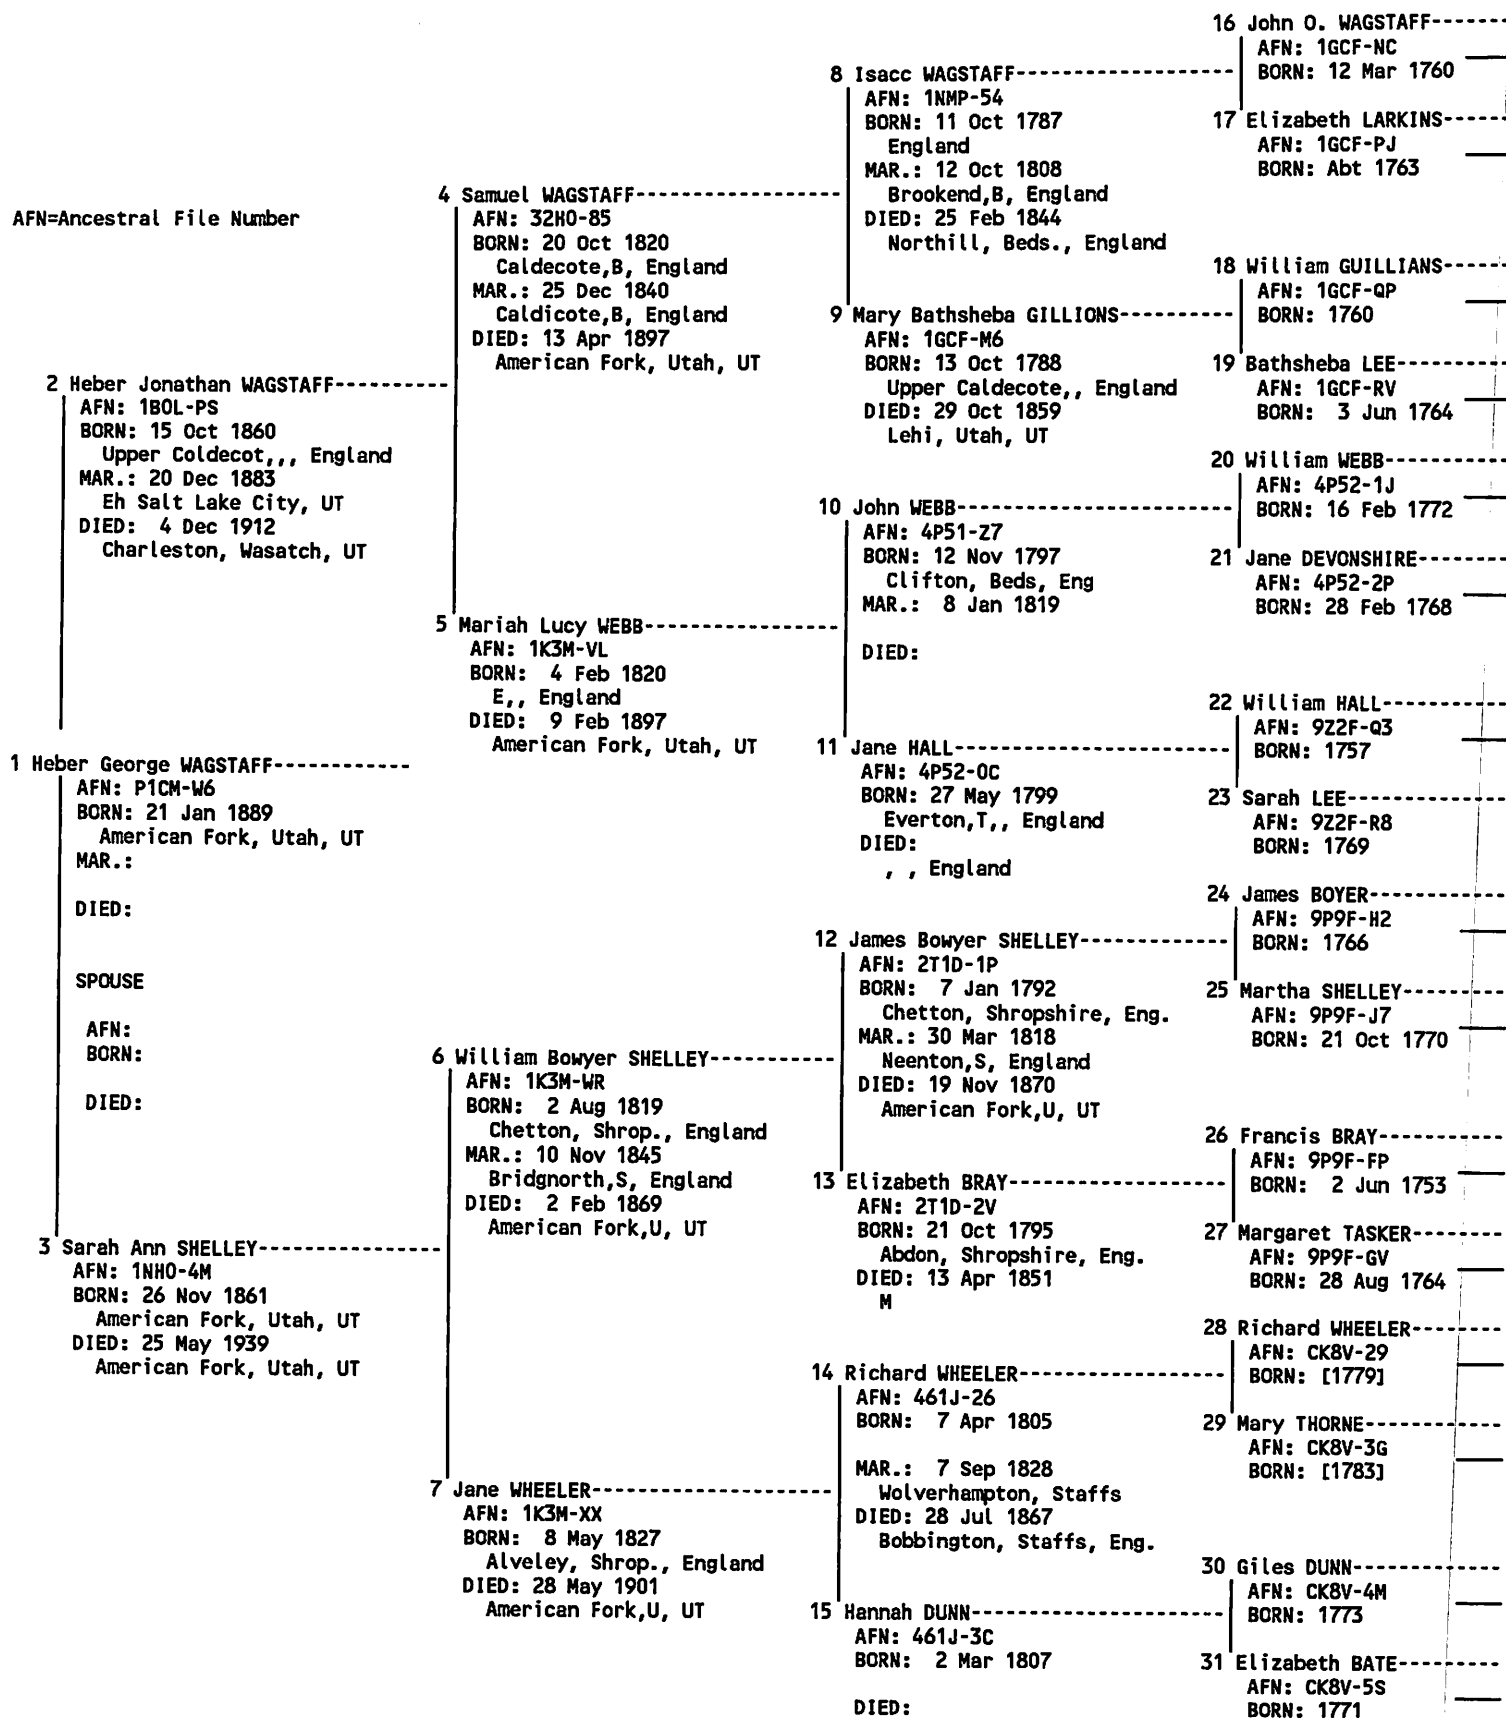 AFN=Ancestral File Number
1 Heber George WAGSTAFF------------
AFN: P1CM-W6
BORN: 21 Jan 1889
American Fork, Utah, UT
MAR.:
DIED:
SPOUSE
AFN:
BORN:
DIED:
2 Heber Jonathan WAGSTAFF----------
AFN: 1BOL-PS
BORN: 15 Oct 1860
Upper Coldecot,,, England
MAR.: 20 Dec 1883
Eh Salt Lake City, UT
DIED:  4 Dec 1912
Charleston, Wasatch, UT
3 Sarah Ann SHELLEY----------------
AFN: 1NHO-4M
BORN: 26 Nov 1861
American Fork, Utah, UT
DIED: 25 May 1939
American Fork, Utah, UT
4 Samuel WAGSTAFF------------------
AFN: 32HO-85
BORN: 20 Oct 1820
Caldecote,B, England
MAR.: 25 Dec 1840
Caldicote,B, England
DIED: 13 Apr 1897
American Fork, Utah, UT
5 Mariah Lucy WEBB-----------------
AFN: 1K3M-VL
BORN:  4 Feb 1820
E,, England
DIED:  9 Feb 1897
American Fork, Utah, UT
6 William Bowyer SHELLEY-----------
AFN: 1K3M-WR
BORN:  2 Aug 1819
Chetton, Shrop., England
MAR.: 10 Nov 1845
Bridgnorth,S, England
DIED:  2 Feb 1869
American Fork,U, UT
7 Jane WHEELER---------------------
AFN: 1K3M-XX
BORN:  8 May 1827
Alveley, Shrop., England
DIED: 28 May 1901
American Fork,U, UT
8 Isacc WAGSTAFF-------------------
AFN: 1NMP-54
BORN: 11 Oct 1787
England
MAR.: 12 Oct 1808
Brookend,B, England
DIED: 25 Feb 1844
Northill, Beds., England
9 Mary Bathsheba GILLIONS----------
AFN: 1GCF-M6
BORN: 13 Oct 1788
Upper Caldecote,, England
DIED: 29 Oct 1859
Lehi, Utah, UT
10 John WEBB------------------------
AFN: 4P51-Z7
BORN: 12 Nov 1797
Clifton, Beds, Eng
MAR.:  8 Jan 1819
DIED:
11 Jane HALL------------------------
AFN: 4P52-0C
BORN: 27 May 1799
Everton,T,, England
DIED:
, , England
12 James Bowyer SHELLEY-------------
AFN: 2T1D-1P
BORN:  7 Jan 1792
Chetton, Shropshire, Eng.
MAR.: 30 Mar 1818
Neenton,S, England
DIED: 19 Nov 1870
American Fork,U, UT
13 Elizabeth BRAY-------------------
AFN: 2T1D-2V
BORN: 21 Oct 1795
Abdon, Shropshire, Eng.
DIED: 13 Apr 1851
M
14 Richard WHEELER------------------
AFN: 461J-26
BORN:  7 Apr 1805
MAR.:  7 Sep 1828
Wolverhampton, Staffs
DIED: 28 Jul 1867
Bobbington, Staffs, Eng.
15 Hannah DUNN----------------------
AFN: 461J-3C
BORN:  2 Mar 1807
DIED:
16 John O. WAGSTAFF------
AFN: 1GCF-NC
BORN: 12 Mar 1760
17 Elizabeth LARKINS-----
AFN: 1GCF-PJ
BORN: Abt 1763
18 William GUILLIANS-----
AFN: 1GCF-QP
BORN: 1760
19 Bathsheba LEE---------
AFN: 1GCF-RV
BORN:  3 Jun 1764
20 William WEBB----------
AFN: 4P52-1J
BORN: 16 Feb 1772
21 Jane DEVONSHIRE-------
AFN: 4P52-2P
BORN: 28 Feb 1768
22 William HALL----------
AFN: 9Z2F-Q3
BORN: 1757
23 Sarah LEE-------------
AFN: 9Z2F-R8
BORN: 1769
24 James BOYER-----------
AFN: 9P9F-H2
BORN: 1766
25 Martha SHELLEY--------
AFN: 9P9F-J7
BORN: 21 Oct 1770
26 Francis BRAY----------
AFN: 9P9F-FP
BORN:  2 Jun 1753
27 Margaret TASKER-------
AFN: 9P9F-GV
BORN: 28 Aug 1764
28 Richard WHEELER-------
AFN: CK8V-29
BORN: [1779]
29 Mary THORNE-----------
AFN: CK8V-3G
BORN: [1783]
30 Giles DUNN------------
AFN: CK8V-4M
BORN: 1773
31 Elizabeth BATE--------
AFN: CK8V-5S
BORN: 1771